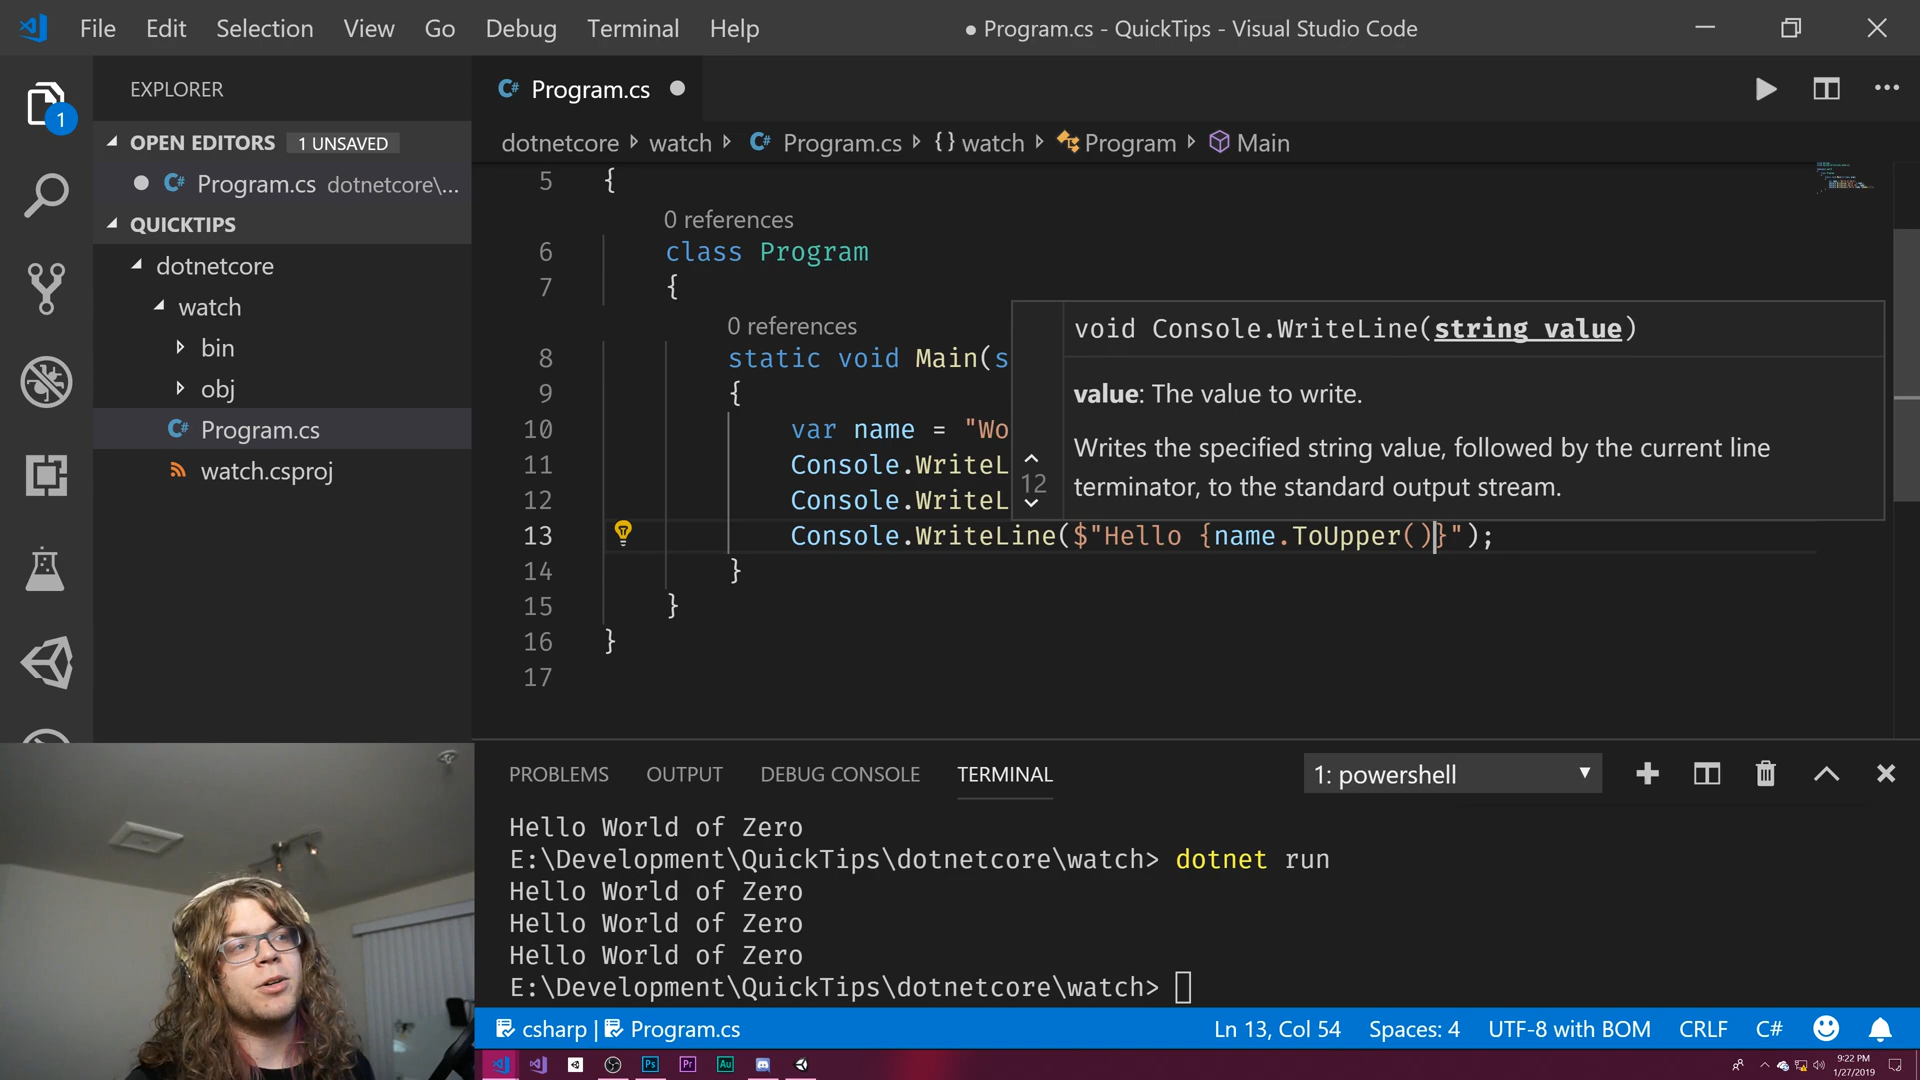 File Edit Selection View Go Debug Terminal Help
● Program.cs - QuickTips - Visual Studio Code
EXPLORER
OPEN EDITORS 1 UNSAVED
Program.cs dotnetcore\...
QUICKTIPS
dotnetcore
watch
bin
obj
Program.cs
watch.csproj
1
Program.cs
dotnetcore watch Program.cs {} watch Program Main
5 {
0 references
6 class Program
7 {
0 references
8 static void Main(s
9 {
10 var name = "Wo
11 Console.WriteL
12 Console.WriteL
13 Console.WriteLine($"Hello {name.ToUpper()}");
14 }
15 }
16 }
17
12
void Console.WriteLine(string value)
value: The value to write.
Writes the specified string value, followed by the current line
terminator, to the standard output stream.
PROBLEMS OUTPUT DEBUG CONSOLE TERMINAL 1: powershell
Hello World of Zero
E:\Development\QuickTips\dotnetcore\watch> dotnet run
Hello World of Zero
Hello World of Zero
Hello World of Zero
E:\Development\QuickTips\dotnetcore\watch>
csharp | Program.cs Ln 13, Col 54 Spaces: 4 UTF-8 with BOM CRLF C#
Ps Pr Au
9:22 PM
1/27/2019